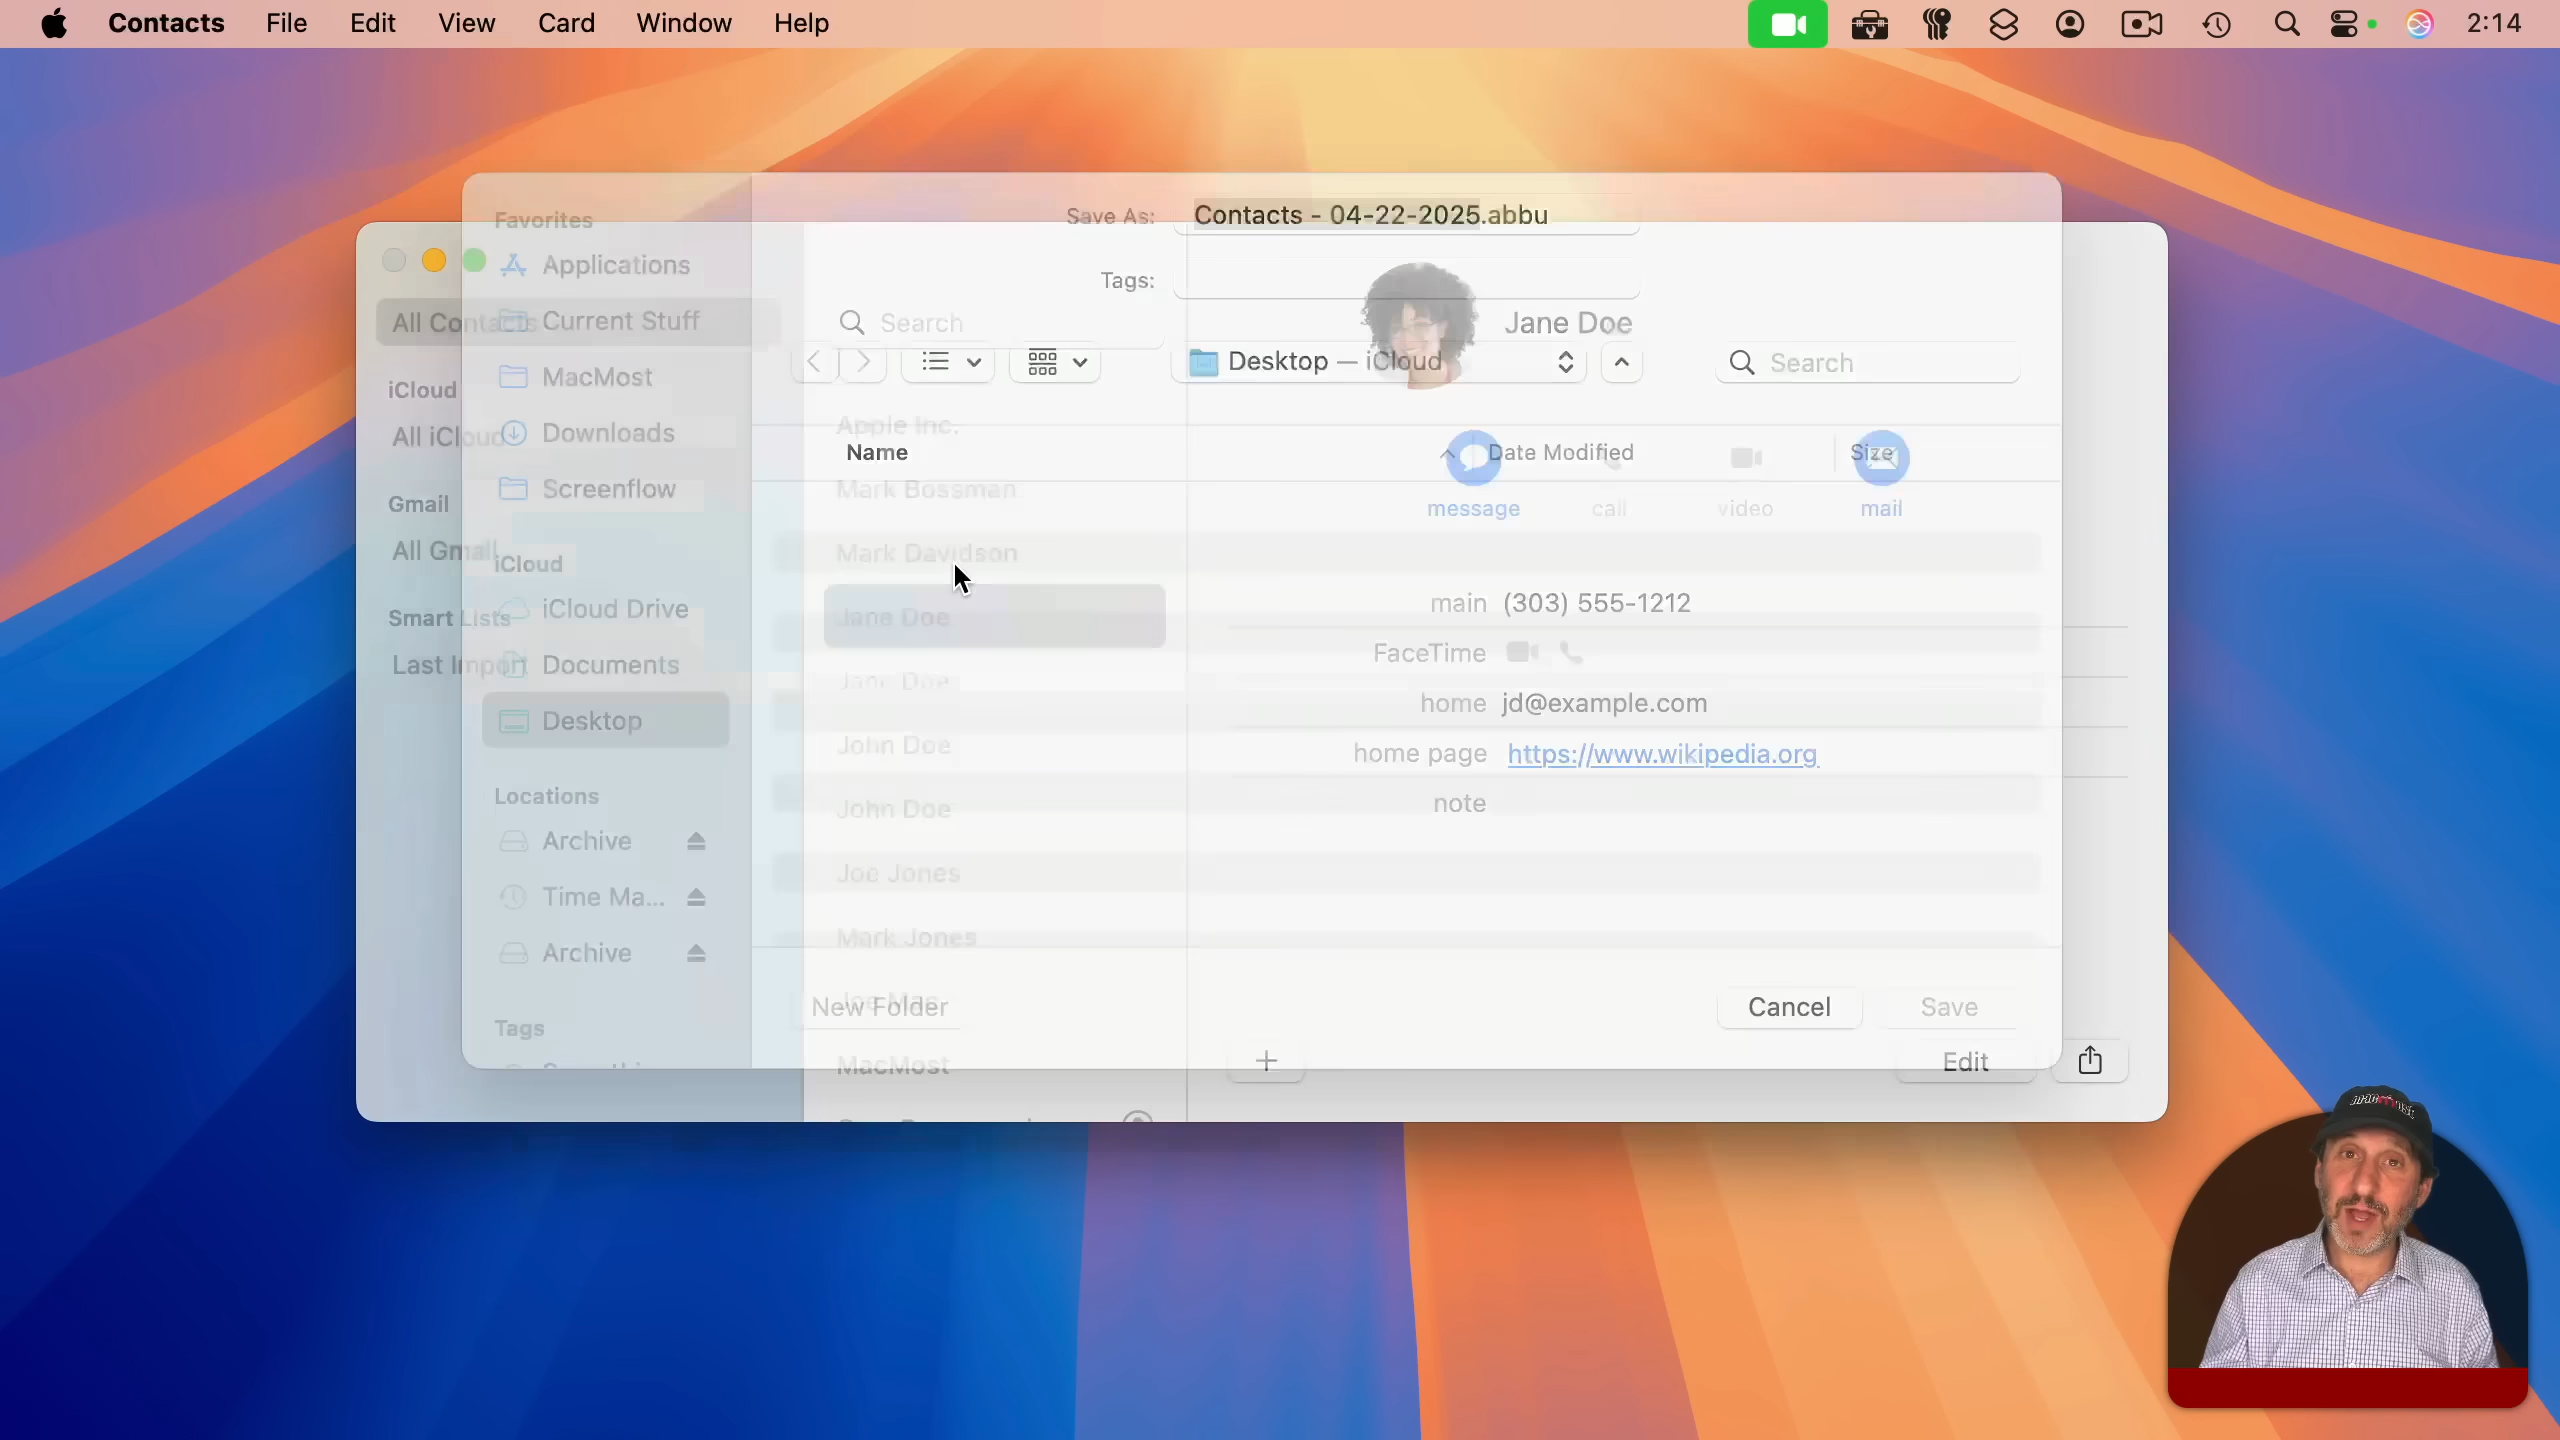 Contacts File Edit View Card Window Help 2:14
Favorites
Save As: Contacts - 04-22-2025.abbu
Applications
Tags:
All Contacts
Current Stuff
Search
Jane Doe
Desktop — iCloud
Search
MacMost
iCloud
All iCloud
Downloads
Apple Inc.
Name
Date Modified
Size
Gmail
Screenflow
Mark Bossman
message
call
video
mail
All Gmail
iCloud
Mark Davidson
Smart Lists
iCloud Drive
Jane Doe
main (303) 555-1212
Last Import
Documents
Jane Doe
FaceTime
Desktop
John Doe
home jd@example.com
home page https://www.wikipedia.org
Locations
John Doe
note
Archive
Joe Jones
Time Ma...
Mark Jones
Archive
New Folder
Cancel
Save
Tags
MacMost
Edit